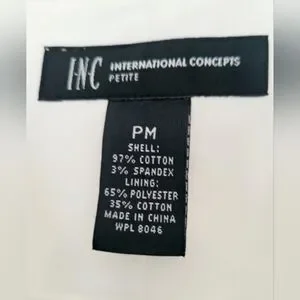 I·N·C INTERNATIONAL CONCEPTS
PETITE
PM
SHELL:
97% COTTON
3% SPANDEX
LINING:
65% POLYESTER
35% COTTON
MADE IN CHINA
WPL 8046